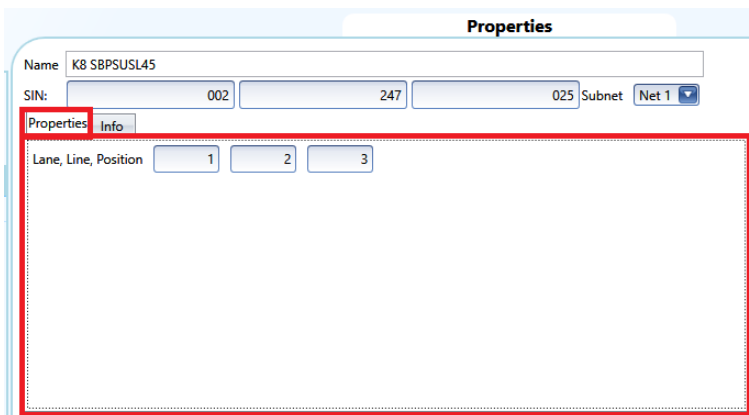 Properties
Name K8 SBPSUSL45
SIN: 002 247 025 Subnet Net 1
Properties Info
Lane, Line, Position 1 2 3